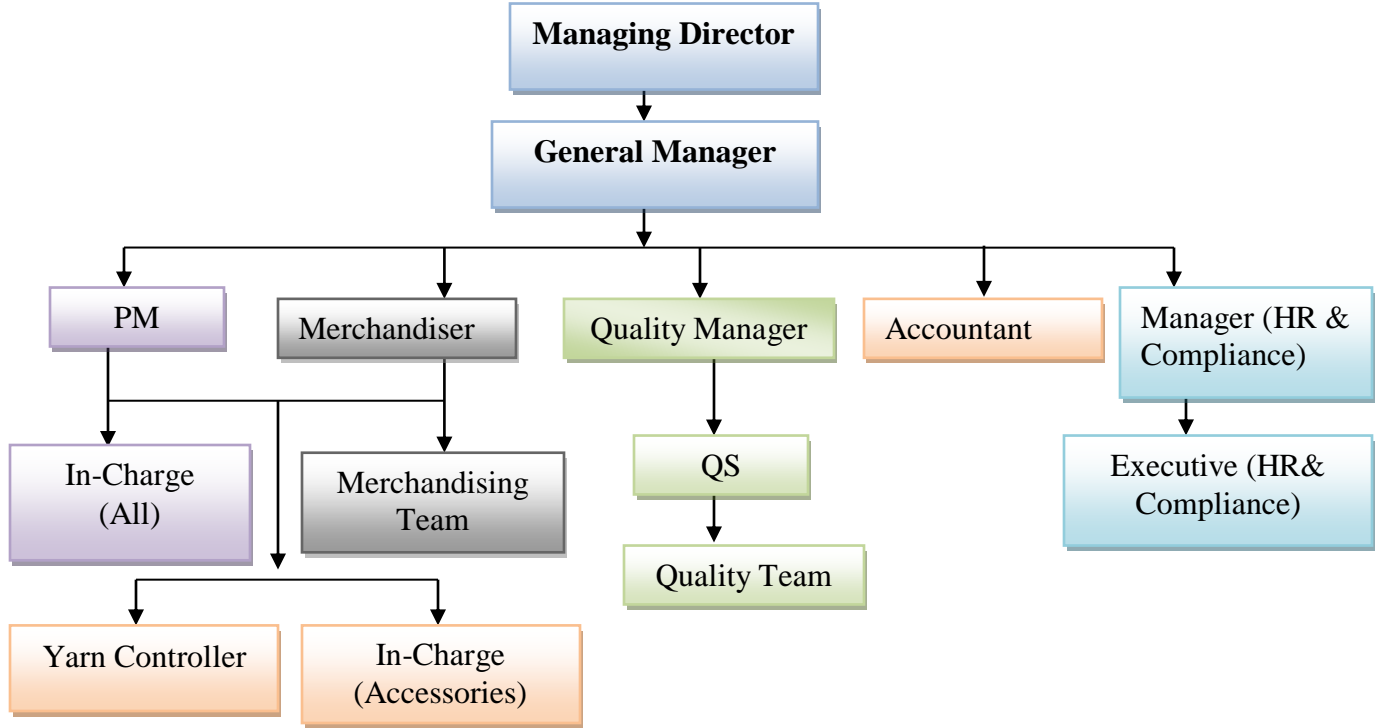 Managing Director
General Manager
PM
Merchandiser
Quality Manager
Accountant
Manager (HR &
Compliance)
In-Charge
(All)
Merchandising
Team
QS
Executive (HR&
Compliance)
Quality Team
Yarn Controller
In-Charge
(Accessories)